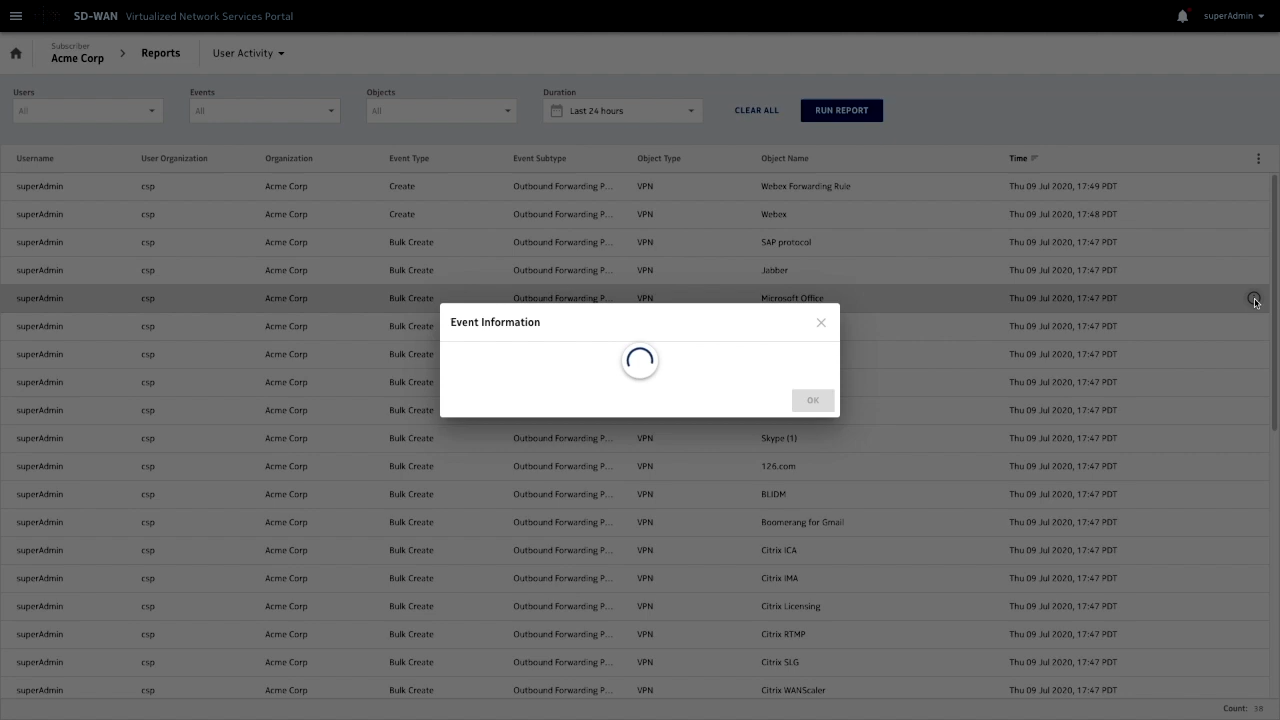 SD-WAN Virtualized Network Services Portal superAdmin
Subscriber
Acme Corp Reports User Activity
Users Events Objects Duration
All All All Last 24 hours CLEAR ALL RUN REPORT
Username User Organization Organization Event Type Event Subtype Object Type Object Name Time
superAdmin csp Acme Corp Create Outbound Forwarding P... VPN Webex Forwarding Rule Thu 09 Jul 2020, 17:49 PDT
superAdmin csp Acme Corp Create Outbound Forwarding P... VPN Webex Thu 09 Jul 2020, 17:48 PDT
superAdmin csp Acme Corp Bulk Create Outbound Forwarding P... VPN SAP protocol Thu 09 Jul 2020, 17:47 PDT
superAdmin csp Acme Corp Bulk Create Outbound Forwarding P... VPN Jabber Thu 09 Jul 2020, 17:47 PDT
superAdmin csp Acme Corp Bulk Create Outbound Forwarding P... VPN Microsoft Office Thu 09 Jul 2020, 17:47 PDT
superAdmin csp Acme Corp Bulk Create Thu 09 Jul 2020, 17:47 PDT
Event Information
superAdmin csp Acme Corp Bulk Create Thu 09 Jul 2020, 17:47 PDT
superAdmin csp Acme Corp Bulk Create Thu 09 Jul 2020, 17:47 PDT
OK
superAdmin csp Acme Corp Bulk Create Thu 09 Jul 2020, 17:47 PDT
superAdmin csp Acme Corp Bulk Create Outbound Forwarding P... VPN Skype (1) Thu 09 Jul 2020, 17:47 PDT
superAdmin csp Acme Corp Bulk Create Outbound Forwarding P... VPN 126.com Thu 09 Jul 2020, 17:47 PDT
superAdmin csp Acme Corp Bulk Create Outbound Forwarding P... VPN BLIDM Thu 09 Jul 2020, 17:47 PDT
superAdmin csp Acme Corp Bulk Create Outbound Forwarding P... VPN Boomerang for Gmail Thu 09 Jul 2020, 17:47 PDT
superAdmin csp Acme Corp Bulk Create Outbound Forwarding P... VPN Citrix ICA Thu 09 Jul 2020, 17:47 PDT
superAdmin csp Acme Corp Bulk Create Outbound Forwarding P... VPN Citrix IMA Thu 09 Jul 2020, 17:47 PDT
superAdmin csp Acme Corp Bulk Create Outbound Forwarding P... VPN Citrix Licensing Thu 09 Jul 2020, 17:47 PDT
superAdmin csp Acme Corp Bulk Create Outbound Forwarding P... VPN Citrix RTMP Thu 09 Jul 2020, 17:47 PDT
superAdmin csp Acme Corp Bulk Create Outbound Forwarding P... VPN Citrix SLG Thu 09 Jul 2020, 17:47 PDT
superAdmin csp Acme Corp Bulk Create Outbound Forwarding P... VPN Citrix WANScaler Thu 09 Jul 2020, 17:47 PDT
Count: 38